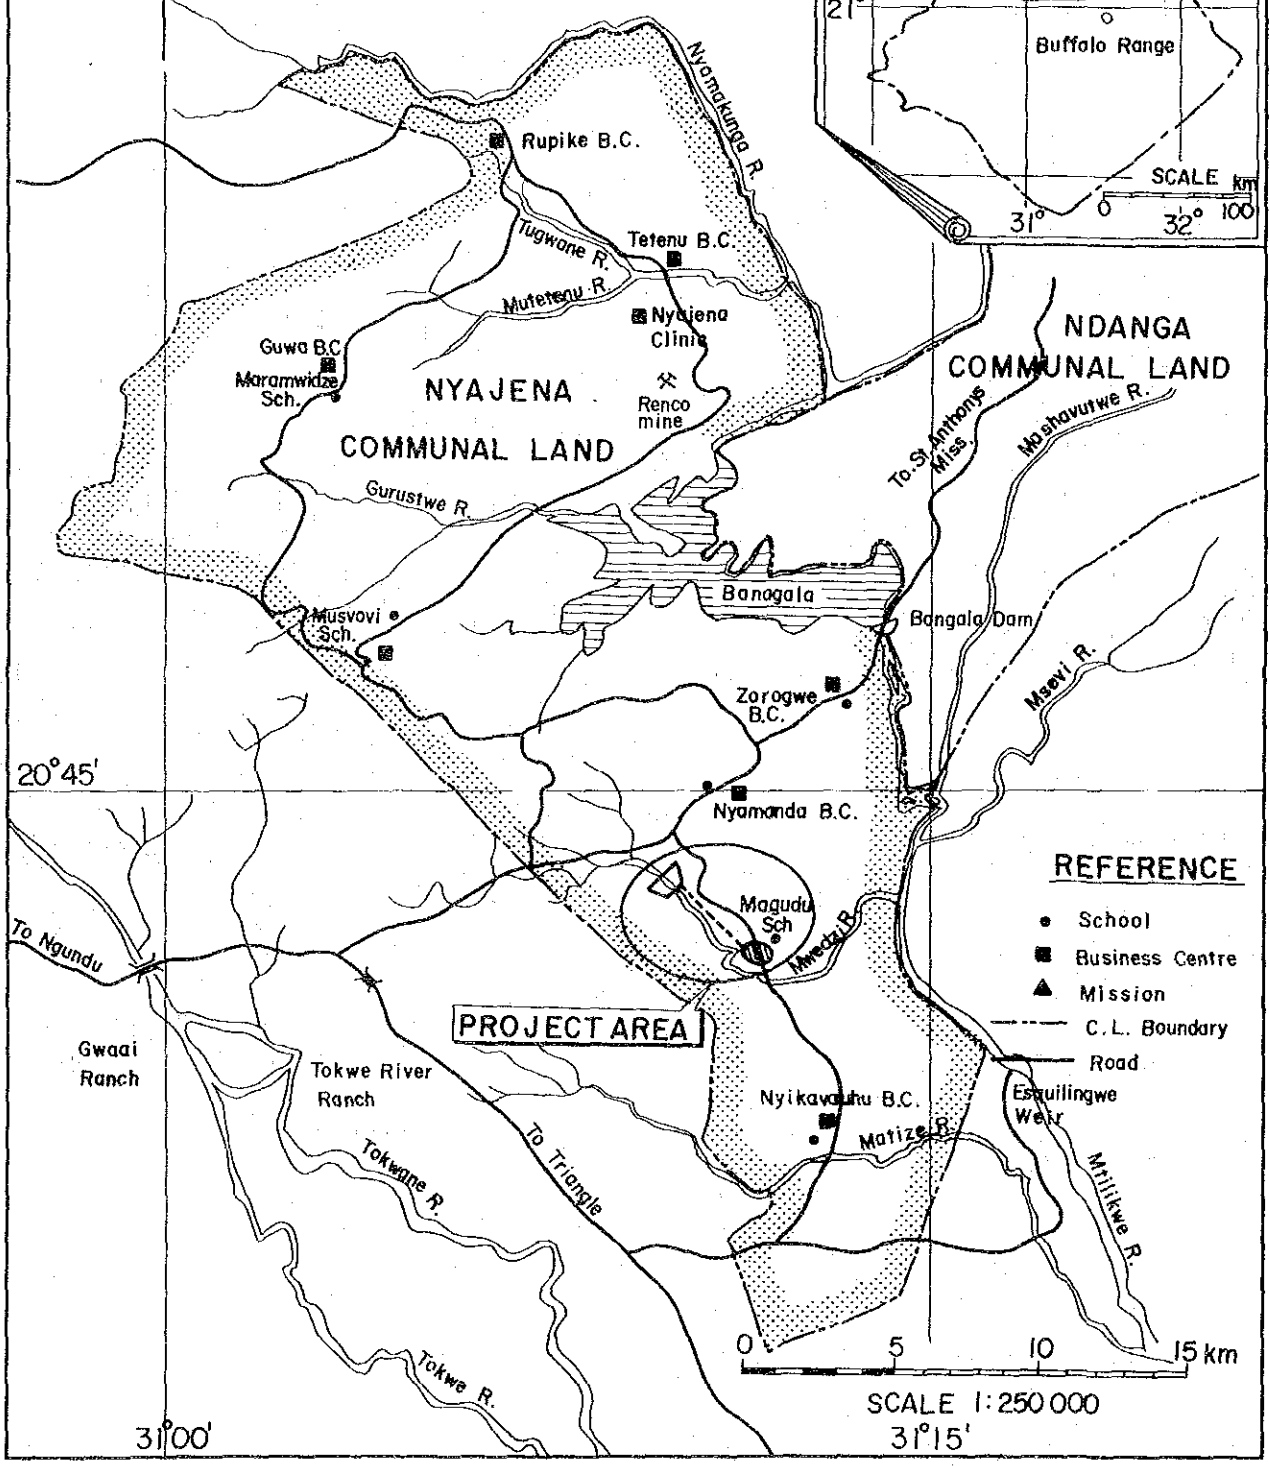 21°
Buffalo Range
SCALE km
0 100
31° 32°
Nyamakunga R.
Rupike B.C.
Tugwane R.
Tetenu B.C.
Mutetenu R.
Nyajena
Clinic
Guwa B.C
Maramwidze
Sch.
NYAJENA
COMMUNAL LAND
Renco
mine
NDANGA
COMMUNAL LAND
To St Anthonys
Miss.
Mashavutwe R.
Gurustwe R.
Banagala
Bangala Dam
Musvovi
Sch.
Zorogwe
B.C.
Msevi R.
20°45'
Nyamanda B.C.
REFERENCE
School
Business Centre
Mission
C.L. Boundary
Road
Magudu
Sch
Mwedzi R.
To Ngundu
PROJECT AREA
Gwaai
Ranch
Tokwe River
Ranch
Nyikavauhu B.C.
Esquilingwe
Weir
Matize R.
To Triangle
Tokwane R.
Mtilikwe R.
Tokwe R.
0 5 10 15 km
SCALE 1:250 000
31°00' 31°15'